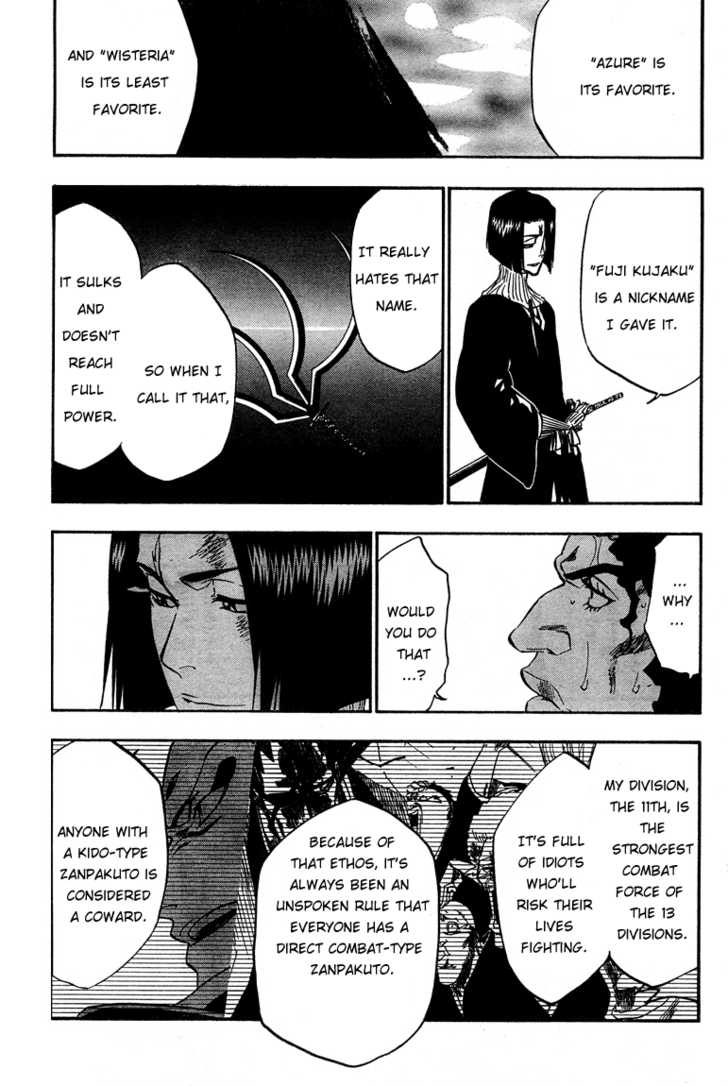 "AZURE" IS
ITS FAVORITE.
AND "WISTERIA"
IS ITS LEAST
FAVORITE.
"FUJI KUJAKU"
IS A NICKNAME
I GAVE IT.
IT REALLY
HATES THAT
NAME.
SO WHEN I
CALL IT THAT,
IT SULKS
AND
DOESN'T
REACH
FULL
POWER.
...
WHY
...
WOULD
YOU DO
THAT
...?
MY DIVISION,
THE 11TH, IS
THE
STRONGEST
COMBAT
FORCE OF
THE 13
DIVISIONS.
IT'S FULL
OF IDIOTS
WHO'LL
RISK THEIR
LIVES
FIGHTING.
BECAUSE OF
THAT ETHOS, IT'S
ALWAYS BEEN AN
UNSPOKEN RULE THAT
EVERYONE HAS A
DIRECT COMBAT-TYPE
ZANPAKUTO.
ANYONE WITH
A KIDO-TYPE
ZANPAKUTO IS
CONSIDERED
A COWARD.